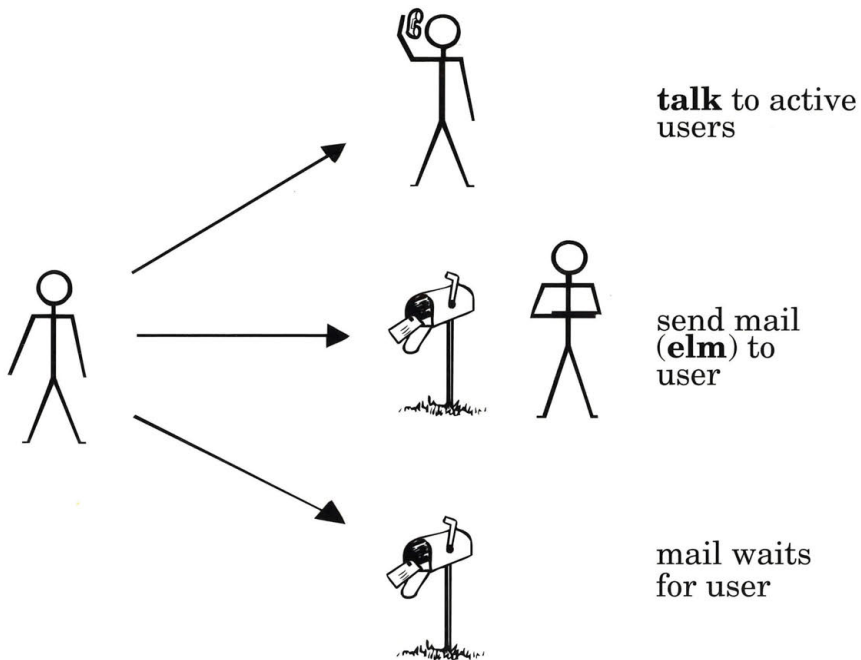 talk to active
users
send mail
(elm) to
user
mail waits
for user